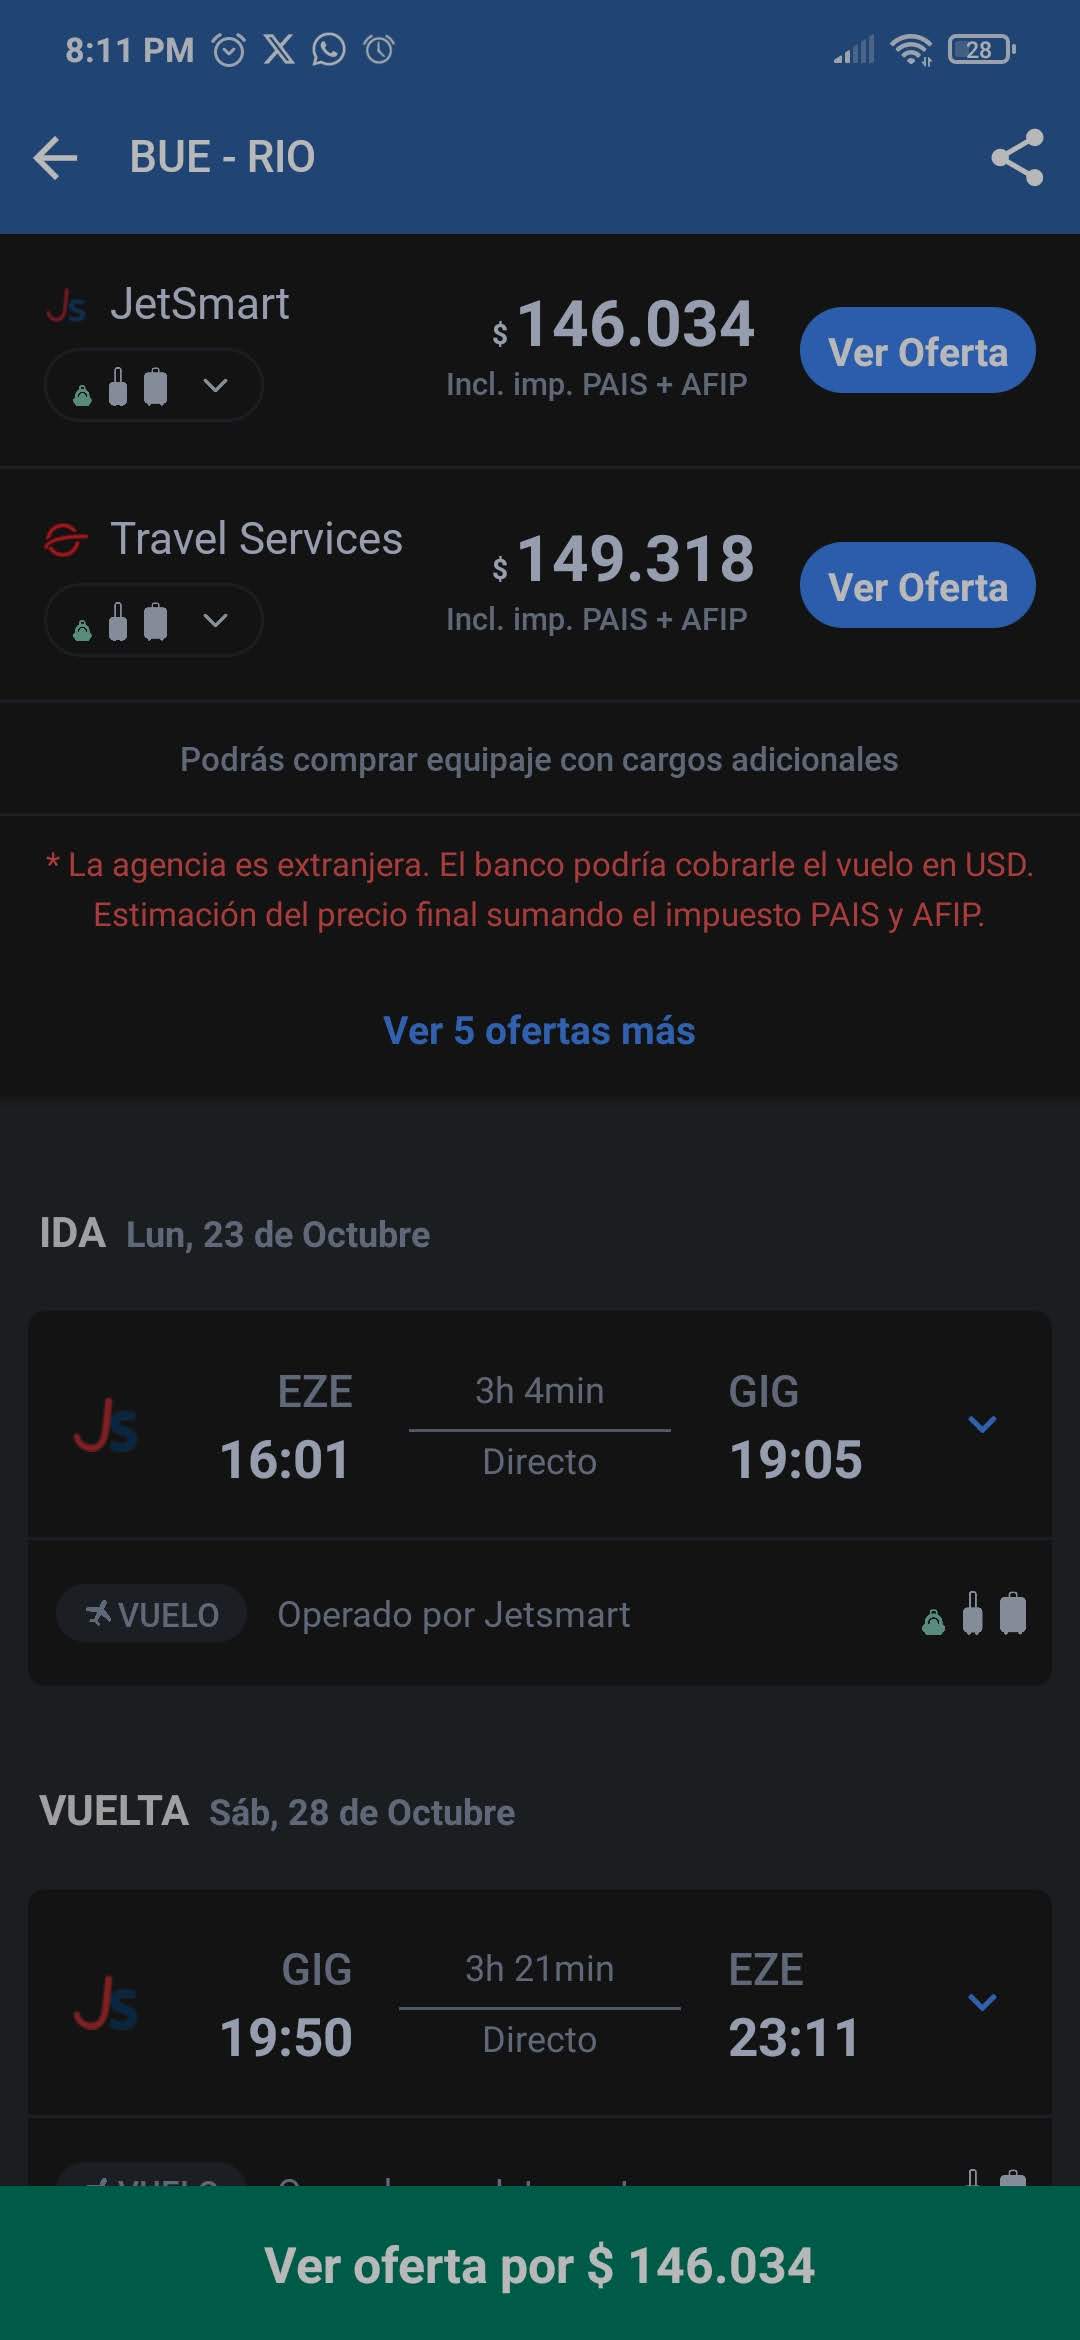 8:11 PM
28
BUE - RIO
JS JetSmart
$ 146.034
Incl. imp. PAIS + AFIP
Ver Oferta
Travel Services
$ 149.318
Incl. imp. PAIS + AFIP
Ver Oferta
Podrás comprar equipaje con cargos adicionales
* La agencia es extranjera. El banco podría cobrarle el vuelo en USD.
Estimación del precio final sumando el impuesto PAIS y AFIP.
Ver 5 ofertas más
IDA Lun, 23 de Octubre
JS
EZE 3h 4min GIG
16:01 Directo 19:05
VUELO Operado por Jetsmart
VUELTA Sáb, 28 de Octubre
JS
GIG 3h 21min EZE
19:50 Directo 23:11
Ver oferta por $ 146.034